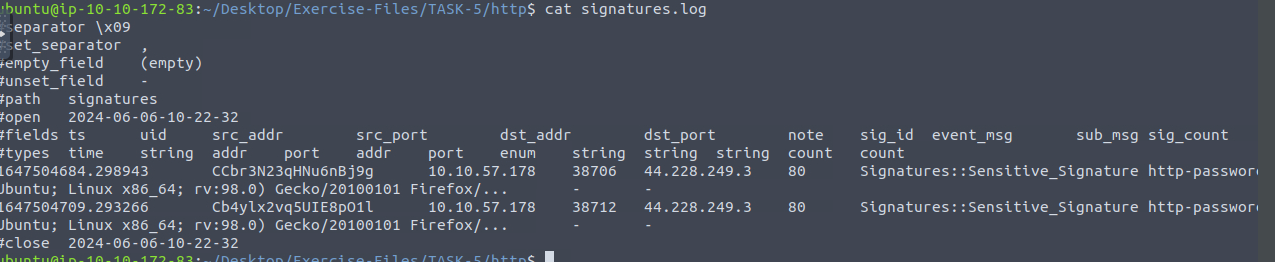 ubuntu@ip-10-10-172-83:~/Desktop/Exercise-Files/TASK-5/http$ cat signatures.log
separator \x09
set_separator ,
#empty_field (empty)
#unset_field -
#path signatures
#open 2024-06-06-10-22-32
#fields ts uid src_addr src_port dst_addr dst_port note sig_id event_msg sub_msg sig_count
#types time string addr port addr port enum string string string count count
1647504684.298943 CCbr3N23qHNu6nBj9g 10.10.57.178 38706 44.228.249.3 80 Signatures::Sensitive_Signature http-password
Ubuntu; Linux x86_64; rv:98.0) Gecko/20100101 Firefox/... - -
1647504709.293266 Cb4ylx2vq5UIE8pO1l 10.10.57.178 38712 44.228.249.3 80 Signatures::Sensitive_Signature http-password
Ubuntu; Linux x86_64; rv:98.0) Gecko/20100101 Firefox/... - -
#close 2024-06-06-10-22-32
ubuntu@ip-10-10-172-83:~/Desktop/Exercise-Files/TASK-5/http$